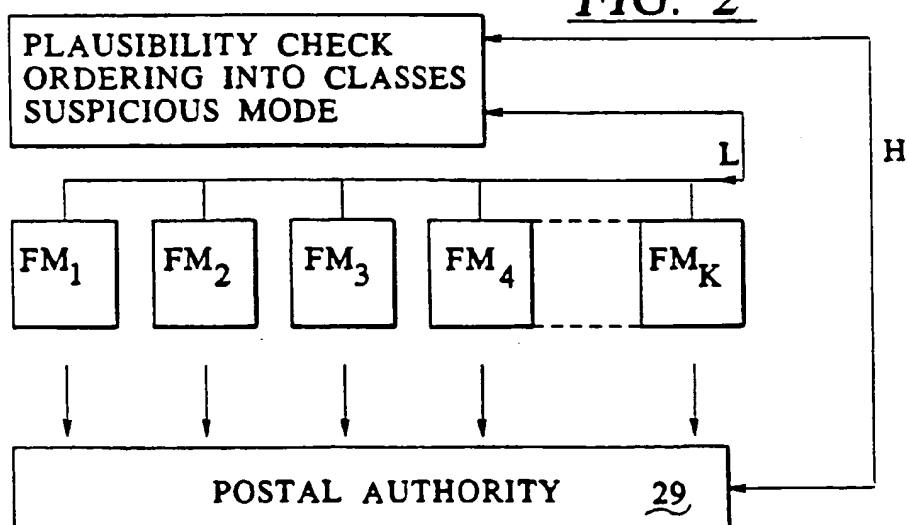 FIG. 2
PLAUSIBILITY CHECK
ORDERING INTO CLASSES
SUSPICIOUS MODE
L
H
FM1
FM2
FM3
FM4
FMK
POSTAL AUTHORITY 29